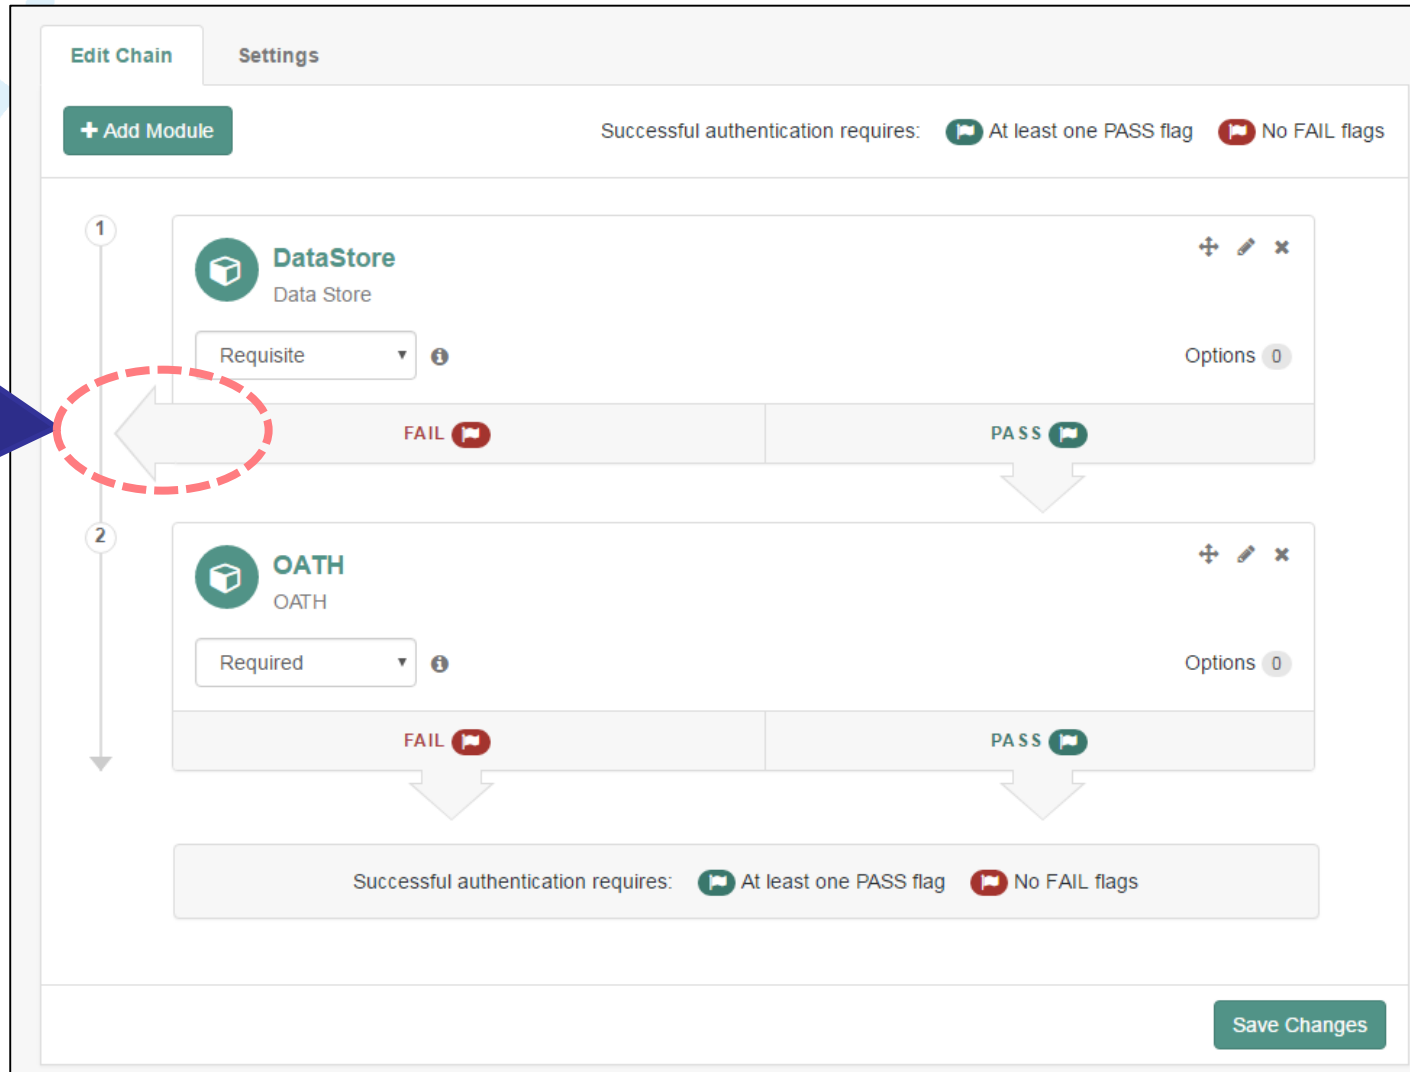 Edit Chain Settings
+ Add Module Successful authentication requires: At least one PASS flag No FAIL flags
1
DataStore
Data Store
Requisite Options 0
FAIL PASS
2
OATH
OATH
Required Options 0
FAIL PASS
Successful authentication requires: At least one PASS flag No FAIL flags
Save Changes